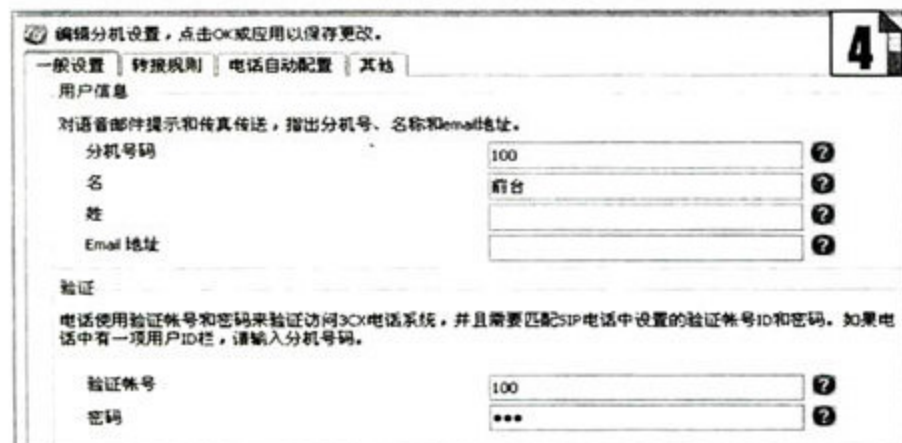 编辑分机设置，点击OK或应用以保存更改。
4
一般设置 转接规则 电话自动配置 其他
用户信息
对语音邮件提示和传真传送，指出分机号、名称和email地址。
分机号码 100
名 前台
姓
Email 地址
验证
电话使用验证帐号和密码来验证访问3CX电话系统，并且需要匹配SIP电话中设置的验证帐号ID和密码。如果电
话中有一项用户ID栏，请输入分机号码。
验证帐号 100
密码 •••